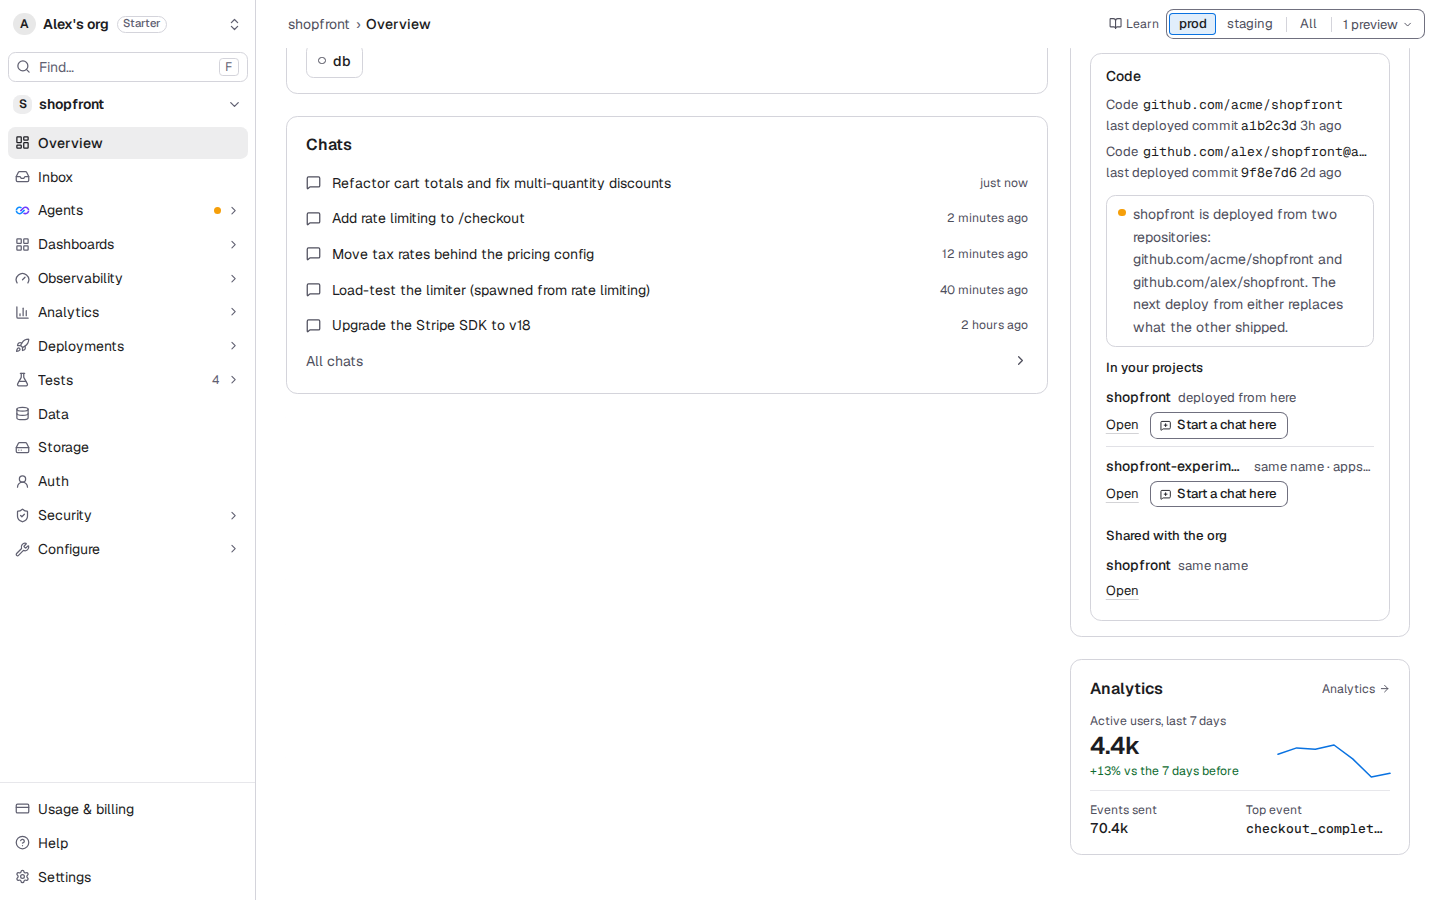 A Alex's org Starter
Find... F
S shopfront
Overview
Inbox
Agents
Dashboards
Observability
Analytics
Deployments
Tests 4
Data
Storage
Auth
Security
Configure
Usage & billing
Help
Settings
shopfront › Overview
Learn prod staging All 1 preview
db
Chats
Refactor cart totals and fix multi-quantity discounts just now
Add rate limiting to /checkout 2 minutes ago
Move tax rates behind the pricing config 12 minutes ago
Load-test the limiter (spawned from rate limiting) 40 minutes ago
Upgrade the Stripe SDK to v18 2 hours ago
All chats
Code
Code github.com/acme/shopfront
last deployed commit a1b2c3d 3h ago
Code github.com/alex/shopfront@a...
last deployed commit 9f8e7d6 2d ago
shopfront is deployed from two
repositories:
github.com/acme/shopfront and
github.com/alex/shopfront. The
next deploy from either replaces
what the other shipped.
In your projects
shopfront deployed from here
Open Start a chat here
shopfront-experim... same name · apps...
Open Start a chat here
Shared with the org
shopfront same name
Open
Analytics Analytics →
Active users, last 7 days
4.4k
+13% vs the 7 days before
Events sent Top event
70.4k checkout_complet...